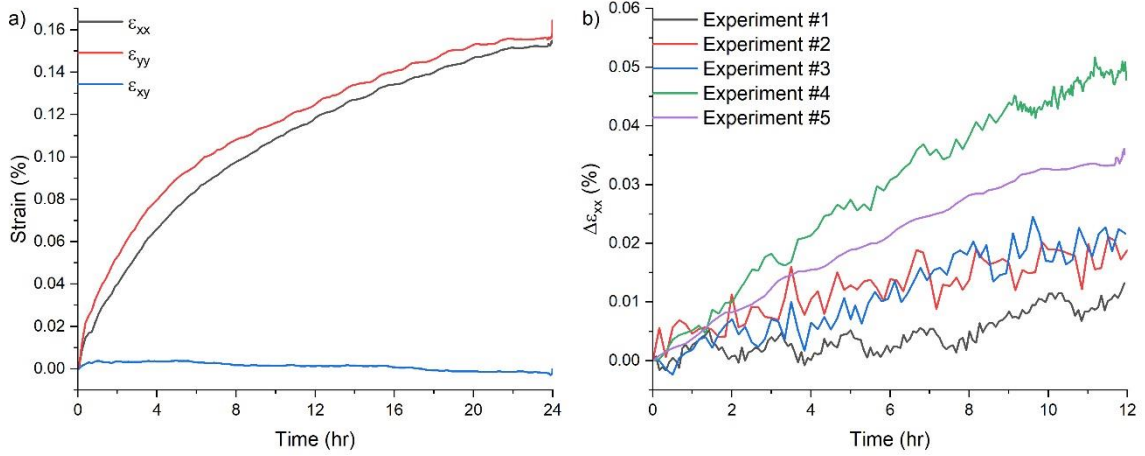 a)
εxx
εyy
εxy
Strain (%)
0.16
0.14
0.12
0.10
0.08
0.06
0.04
0.02
0.00
0 4 8 12 16 20 24
Time (hr)
b)
Experiment #1
Experiment #2
Experiment #3
Experiment #4
Experiment #5
Δεxx (%)
0.05
0.04
0.03
0.02
0.01
0.00
0 2 4 6 8 10 12
Time (hr)